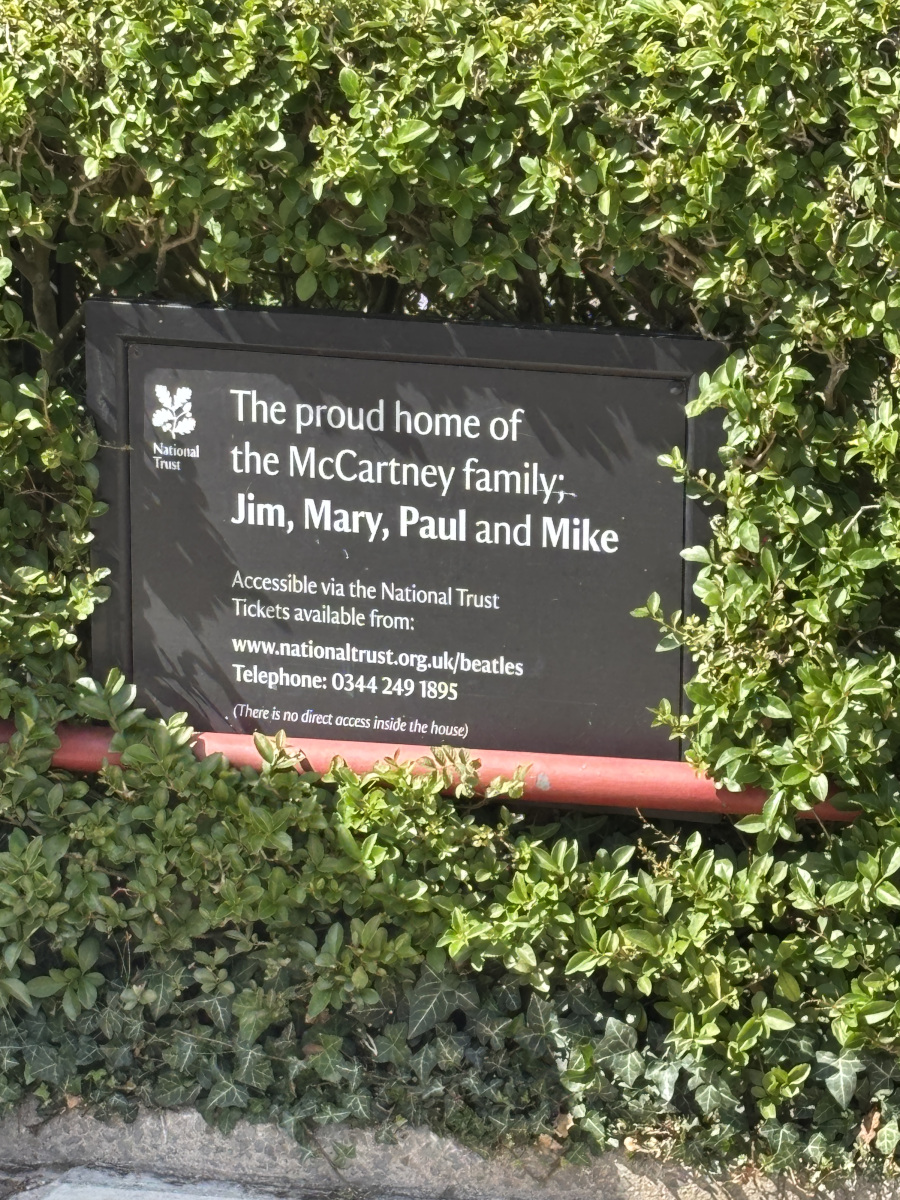 National
Trust
The proud home of
the McCartney family;
Jim, Mary, Paul and Mike
Accessible via the National Trust
Tickets available from:
www.nationaltrust.org.uk/beatles
Telephone: 0344 249 1895
(There is no direct access inside the house)